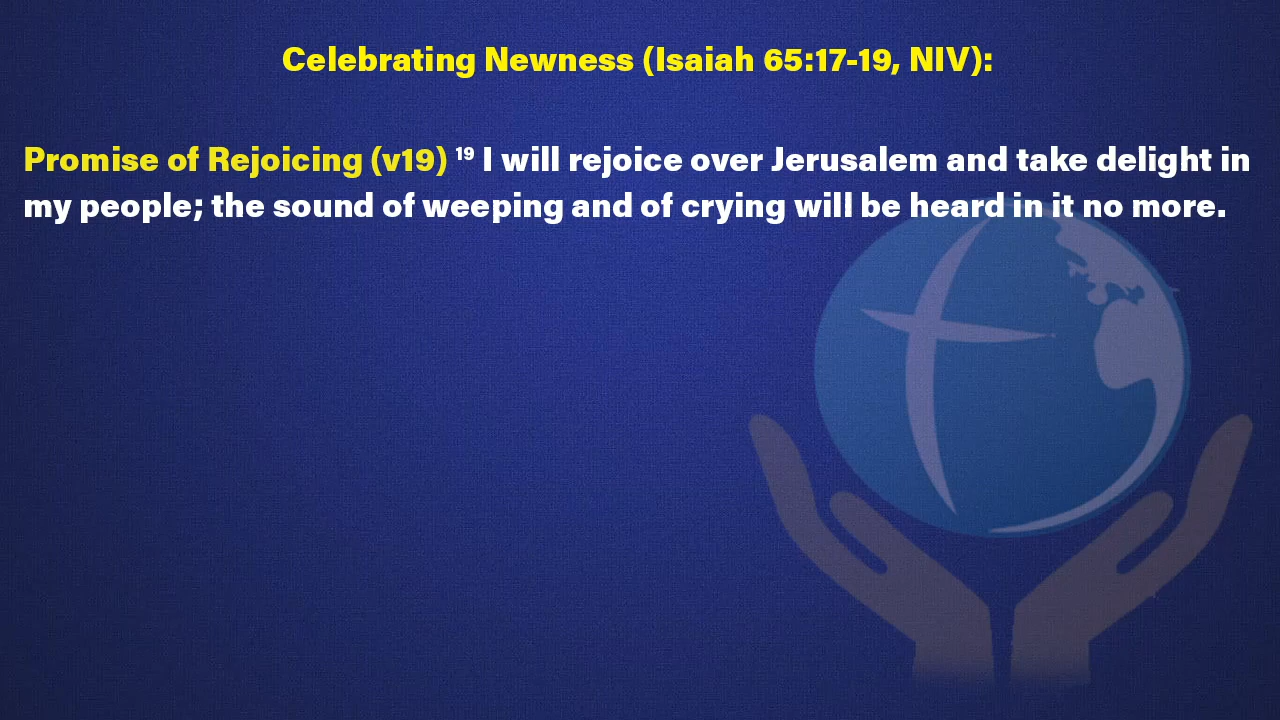 Celebrating Newness (Isaiah 65:17-19, NIV):
Promise of Rejoicing (v19) 19 I will rejoice over Jerusalem and take delight in
my people; the sound of weeping and of crying will be heard in it no more.